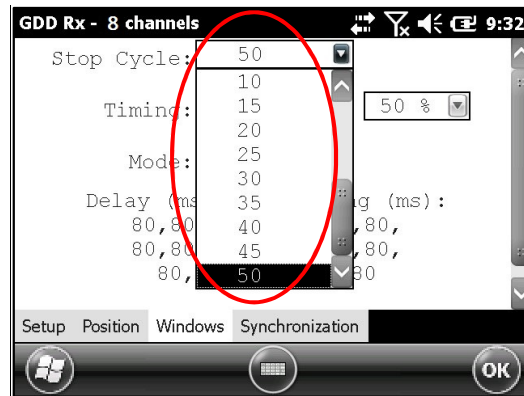 GDD Rx - 8 channels 9:32
Stop Cycle: 50
10
Timing: 15 50 %
20
25
Mode:
30
Delay (ms 35 g (ms):
80,80 40 ,80,
80,80 45 ,80,
80, 50 80
Setup Position Windows Synchronization
OK